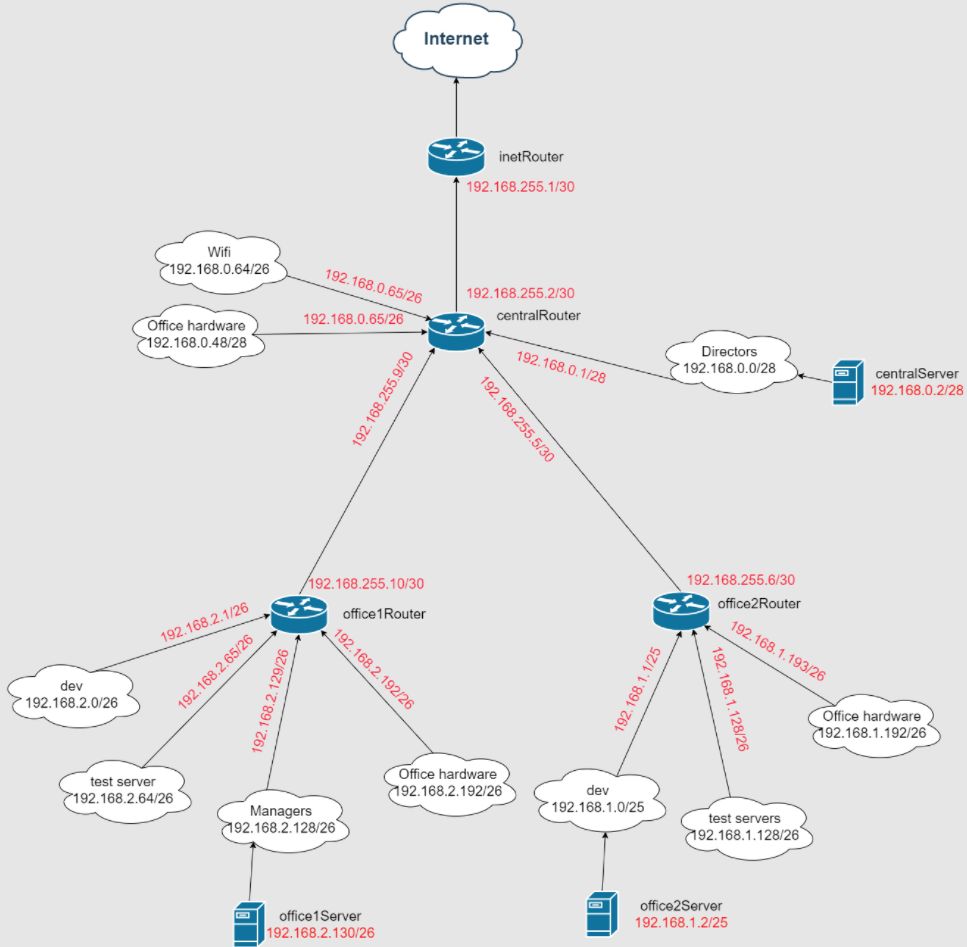 Internet
inetRouter
192.168.255.1/30
Wifi
192.168.0.64/26
192.168.0.65/26
192.168.255.2/30
centralRouter
Office hardware
192.168.0.48/28
192.168.0.65/26
192.168.0.1/28
Directors
192.168.0.0/28
centralServer
192.168.0.2/28
192.168.255.9/30
192.168.255.5/30
192.168.255.10/30
office1Router
192.168.255.6/30
office2Router
192.168.2.1/26
192.168.2.65/26
192.168.2.129/26
192.168.2.192/26
192.168.1.1/25
192.168.1.128/26
192.168.1.193/26
dev
192.168.2.0/26
Office hardware
192.168.1.192/26
test server
192.168.2.64/26
Managers
192.168.2.128/26
Office hardware
192.168.2.192/26
dev
192.168.1.0/25
test servers
192.168.1.128/26
office1Server
192.168.2.130/26
office2Server
192.168.1.2/25